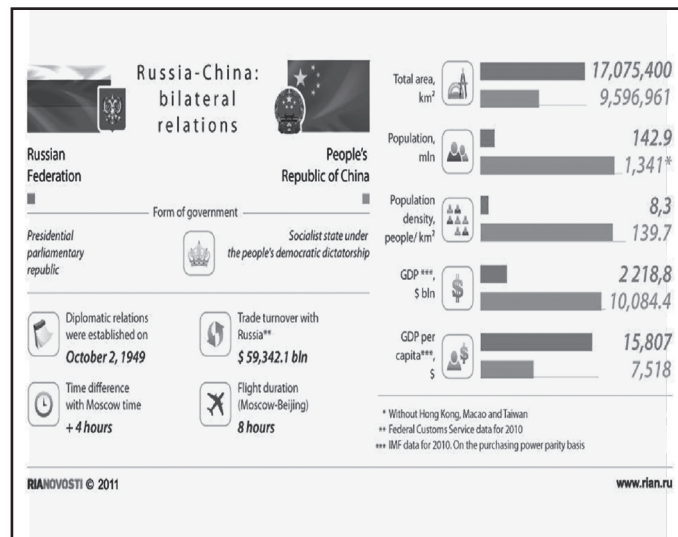 Russia-China:
bilateral
relations
Russian
Federation
People's
Republic of China
Form of government
Presidential
parliamentary
republic
Socialist state under
the people's democratic dictatorship
Diplomatic relations
were established on
October 2, 1949
Trade turnover with
Russia**
$ 59,342.1 bln
Time difference
with Moscow time
+ 4 hours
Flight duration
(Moscow-Beijing)
8 hours
Total area,
km²
17,075,400
9,596,961
Population,
mln
142.9
1,341*
Population
density,
people/ km²
8,3
139.7
GDP ***,
$ bln
2 218,8
10,084.4
GDP per
capita***,
$
15,807
7,518
* Without Hong Kong, Macao and Taiwan
** Federal Customs Service data for 2010
*** IMF data for 2010. On the purchasing power parity basis
RIANOVOSTI © 2011
www.rian.ru